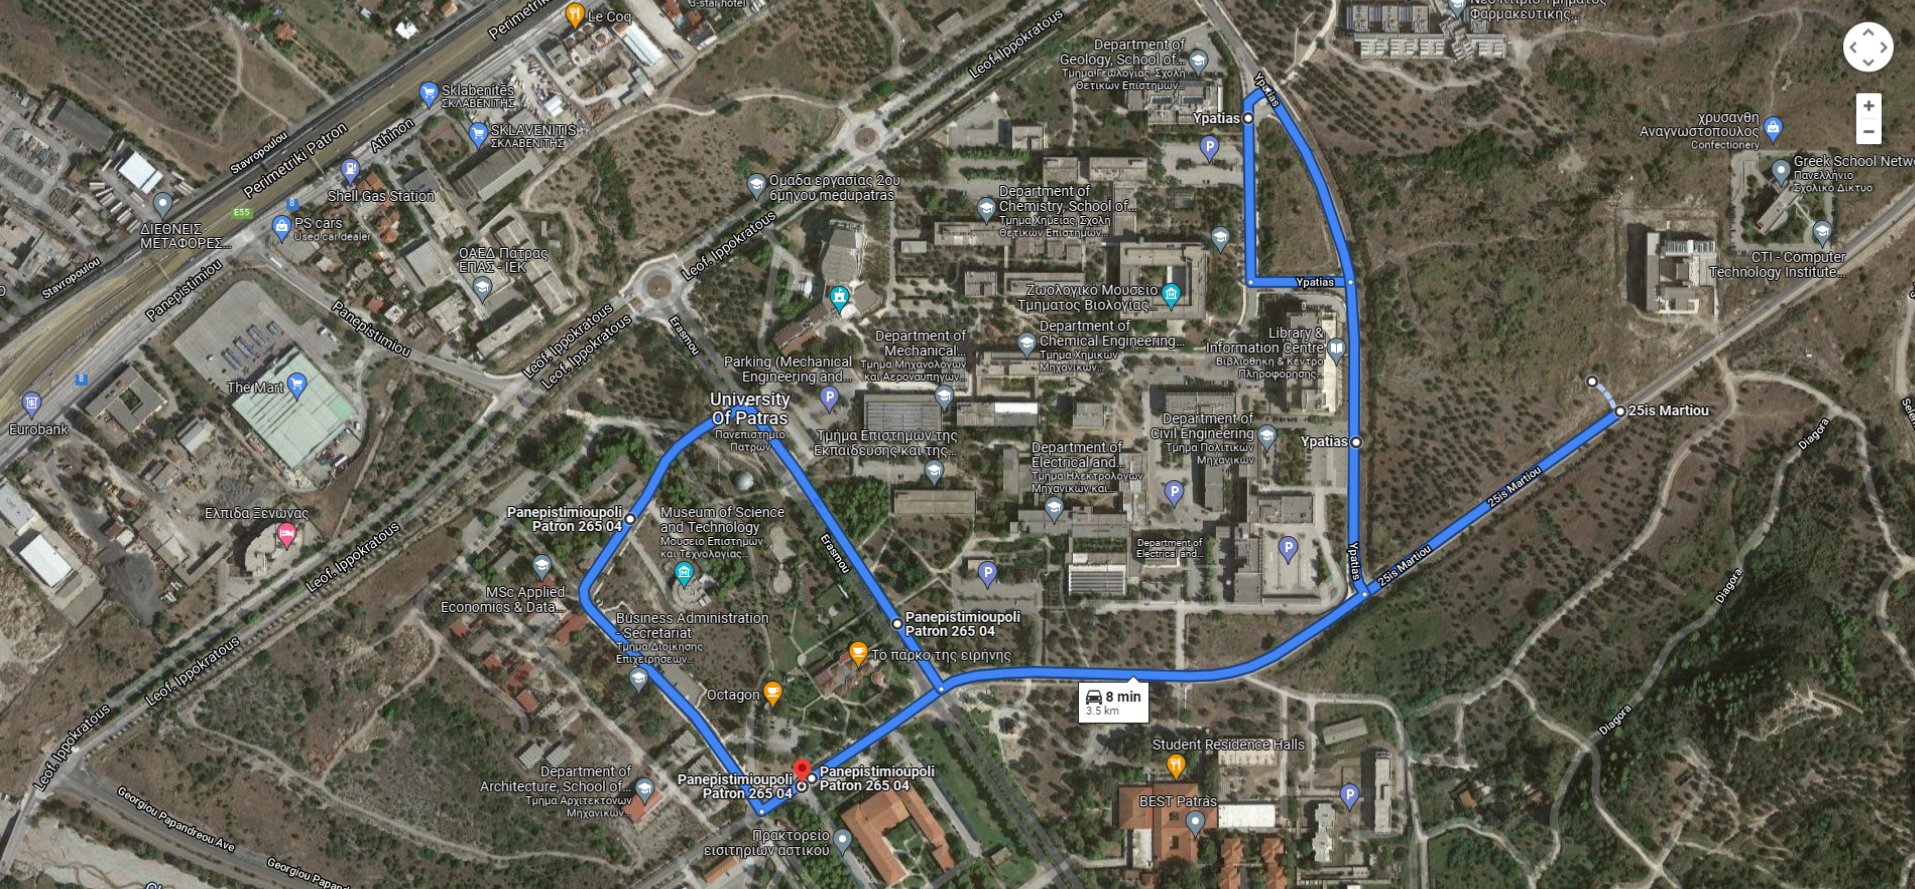 3-star hotel
Le Coq
Perimetriki Patron
Νέο Κτίριο Τμήματος
Φαρμακευτικής...
Leof. Ippokratous
Department of
Geology, School of...
Τμήμα Γεωλογίας, Σχολή
Θετικών Επιστημών...
Ypatias
Ypatias
Sklabenites
ΣΚΛΑΒΕΝΙΤΗΣ
SKLAVENITIS
ΣΚΛΑΒΕΝΙΤΗΣ
Athinon
Perimetriki Patron
Stavropoulou
χρυσανθη
Αναγνωστοπουλος
Confectionery
Greek School Netwo
Πανελλήνιο
Σχολικό Δίκτυο
Shell Gas Station
Ομάδα εργασίας 2ου
6μηνου medupatras
Department of
Chemistry, School of...
Τμήμα Χημείας, Σχολή
Θετικών Επιστημών...
ΔΙΕΘΝΕΙΣ
ΜΕΤΑΦΟΡΕΣ...
E55
8
PS cars
Used car dealer
ΟΑΕΔ Πάτρας
ΕΠΑΣ - ΙΕΚ
Leof. Ippokratous
CTI - Computer
Technology Institute...
Stavropoulou
Panepistimiou
Panepistimiou
Ypatias
Ζωολογικό Μουσείο
Τμήματος Βιολογίας...
Leof. Ippokratous
Leof. Ippokratous
Erasmou
Department of
Mechanical...
Τμήμα Μηχανολόγων
και Αεροναυπηγών...
Department of
Chemical Engineering...
Τμήμα Χημικών
Μηχανικών...
Library &
Information Centre
Βιβλιοθήκη & Κέντρο
Πληροφόρησης...
Parking (Mechanical
Engineering and...
8
The Mart
Eurobank
University
Of Patras
Πανεπιστήμιο
Πατρών
25is Martiou
Τμήμα Επιστημών της
Εκπαίδευσης και της...
Department of
Civil Engineering
Τμήμα Πολιτικών
Μηχανικών
Ypatias
Diagora
Department of
Electrical and...
Τμήμα Ηλεκτρολόγων
Μηχανικών και...
25is Martiou
Ελπιδα Ξενώνας
Panepistimioupoli
Patron 265 04
Museum of Science
and Technology
Μουσείο Επιστημών
και Τεχνολογίας...
Erasmou
Department of
Electrical and...
Ypatias
25is Martiou
Leof. Ippokratous
Diagora
MSc Applied
Economics & Data...
Business Administration
- Secretariat
Τμήμα Διοίκησης
Επιχειρήσεων...
Panepistimioupoli
Patron 265 04
Το πάρκο της ειρήνης
Leof. Ippokratous
Octagon
8 min
3.5 km
Diagora
Leof. Ippokratous
Student Residence Halls
Department of
Architecture, School of...
Τμήμα Αρχιτεκτόνων
Μηχανικών...
Panepistimioupoli
Patron 265 04
Panepistimioupoli
Patron 265 04
BEST Patras
Georgiou Papandreou Ave
Πρακτορείο
εισιτηρίων αστικού
Georgiou Papand